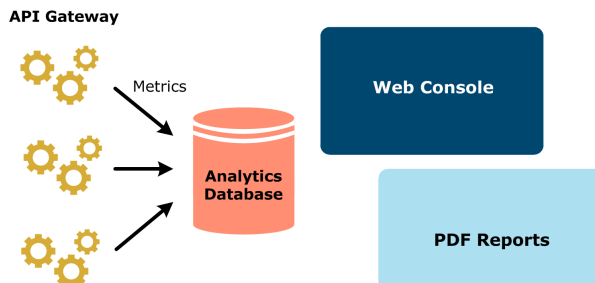 API Gateway
Metrics
Web Console
Analytics
Database
PDF Reports